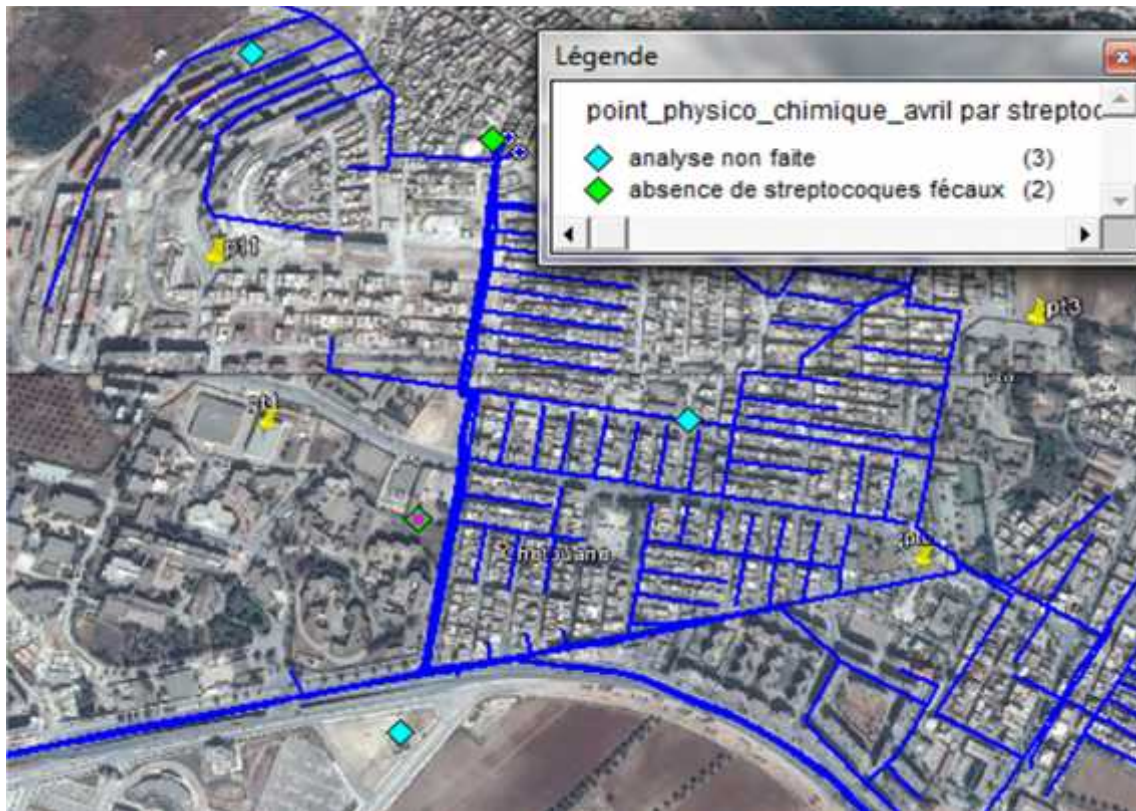 Légende
point_physico_chimique_avril par streptoc
analyse non faite (3)
absence de streptocoques fécaux (2)
pt1
pt3